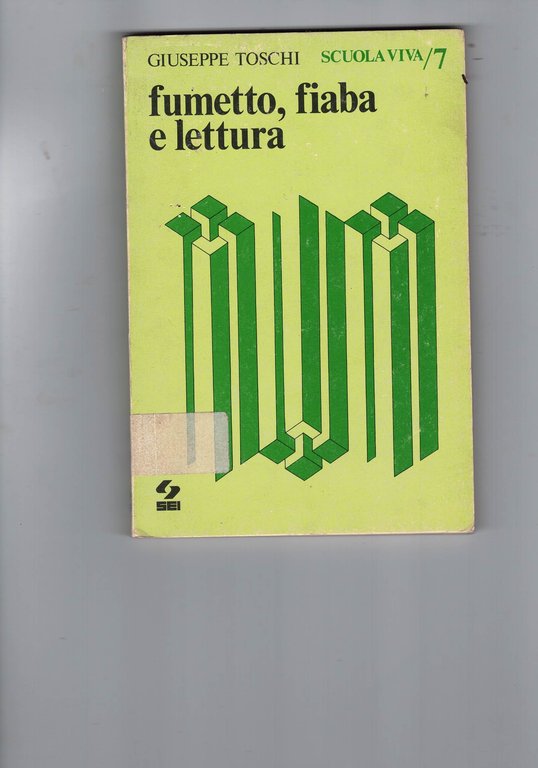 GIUSEPPE TOSCHI SCUOLA VIVA/7
fumetto, fiaba
e lettura
SEI